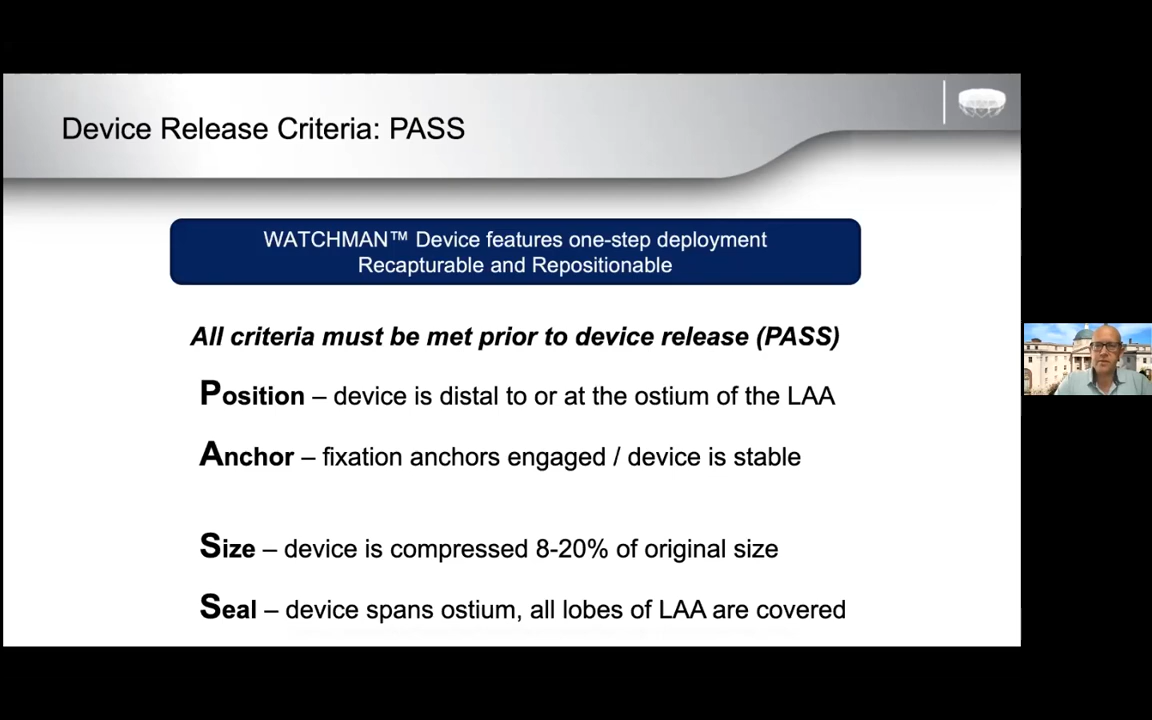 Device Release Criteria: PASS
WATCHMAN™ Device features one-step deployment
Recapturable and Repositionable
All criteria must be met prior to device release (PASS)
Position – device is distal to or at the ostium of the LAA
Anchor – fixation anchors engaged / device is stable
Size – device is compressed 8-20% of original size
Seal – device spans ostium, all lobes of LAA are covered